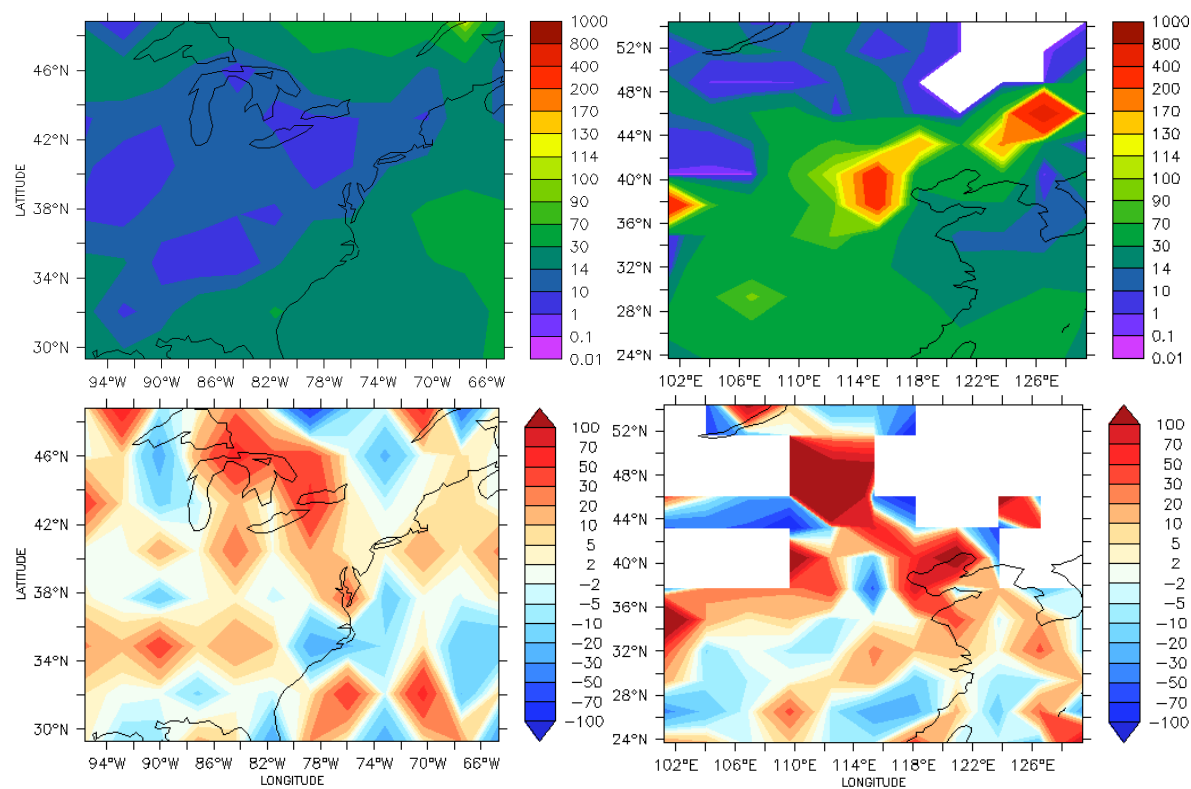 46°N
42°N
38°N
34°N
30°N
LATITUDE
94°W 90°W 86°W 82°W 78°W 74°W 70°W 66°W
1000
800
400
200
170
130
114
100
90
70
30
14
10
1
0.1
0.01
52°N
48°N
44°N
40°N
36°N
32°N
28°N
24°N
102°E 106°E 110°E 114°E 118°E 122°E 126°E
1000
800
400
200
170
130
114
100
90
70
30
14
10
1
0.1
0.01
46°N
42°N
38°N
34°N
30°N
LATITUDE
94°W 90°W 86°W 82°W 78°W 74°W 70°W 66°W
LONGITUDE
100
70
50
30
20
10
5
2
−2
−5
−10
−20
−30
−50
−70
−100
52°N
48°N
44°N
40°N
36°N
32°N
28°N
24°N
102°E 106°E 110°E 114°E 118°E 122°E 126°E
LONGITUDE
100
70
50
30
20
10
5
2
−2
−5
−10
−20
−30
−50
−70
−100